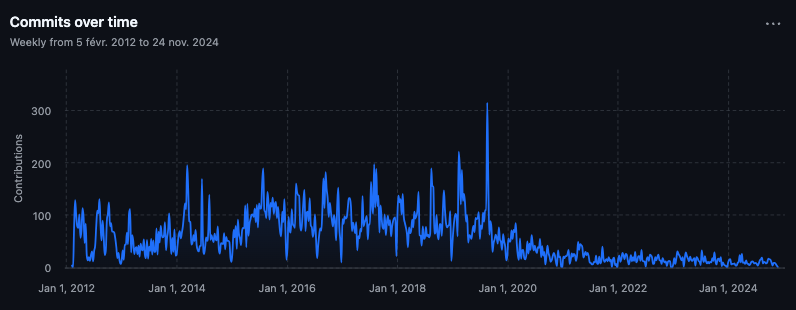 Commits over time
...
Weekly from 5 févr. 2012 to 24 nov. 2024
Contributions
300
200
100
0
Jan 1, 2012 Jan 1, 2014 Jan 1, 2016 Jan 1, 2018 Jan 1, 2020 Jan 1, 2022 Jan 1, 2024